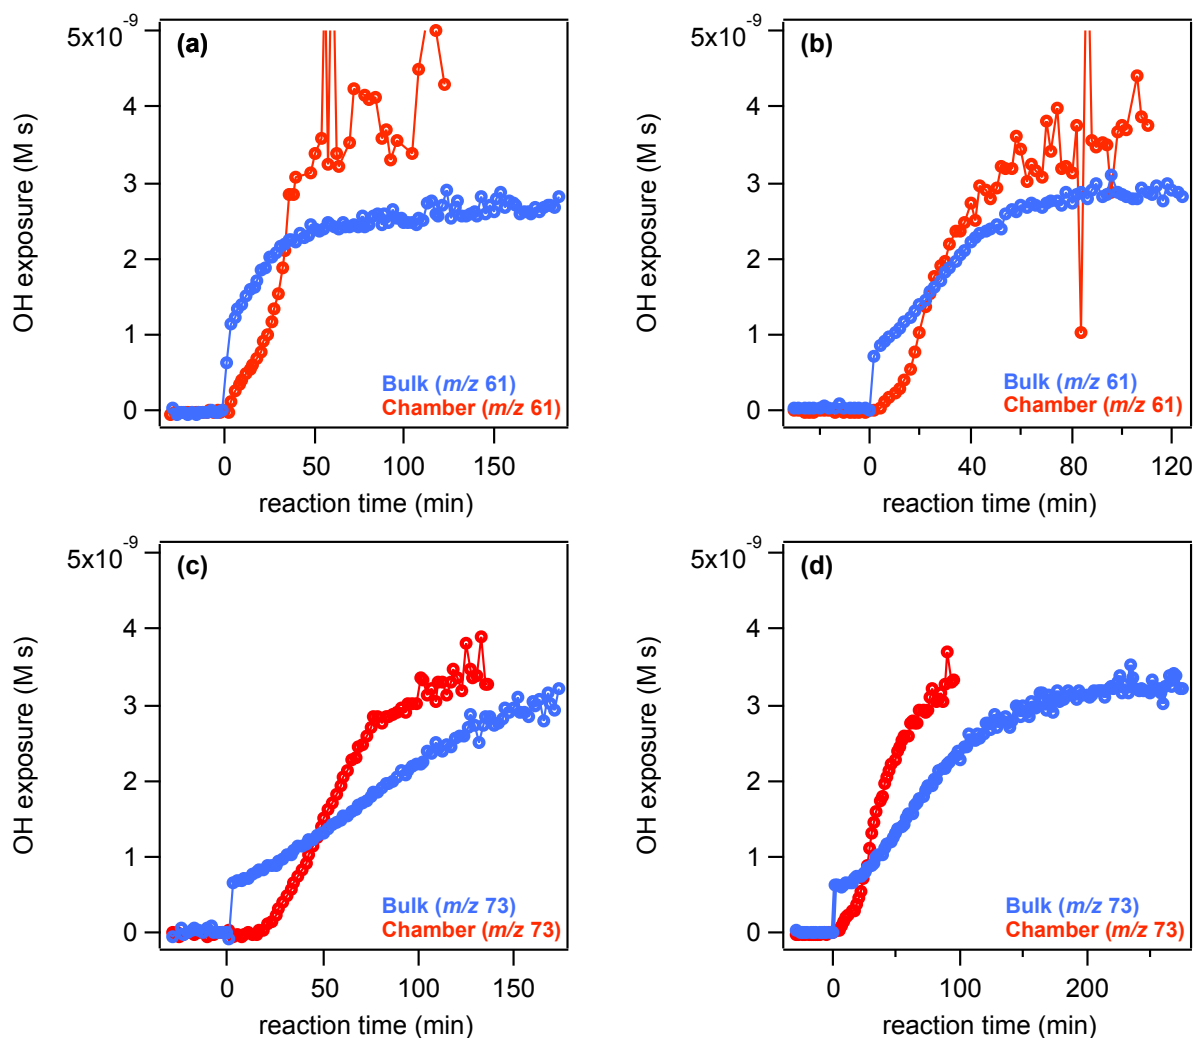 (a)
5x10-9
4
3
2
1
0
OH exposure (M s)
Bulk (m/z 61)
Chamber (m/z 61)
0 50 100 150
reaction time (min)
(b)
5x10-9
4
3
2
1
0
OH exposure (M s)
Bulk (m/z 61)
Chamber (m/z 61)
0 40 80 120
reaction time (min)
(c)
5x10-9
4
3
2
1
0
OH exposure (M s)
Bulk (m/z 73)
Chamber (m/z 73)
0 50 100 150
reaction time (min)
(d)
5x10-9
4
3
2
1
0
OH exposure (M s)
Bulk (m/z 73)
Chamber (m/z 73)
0 100 200
reaction time (min)